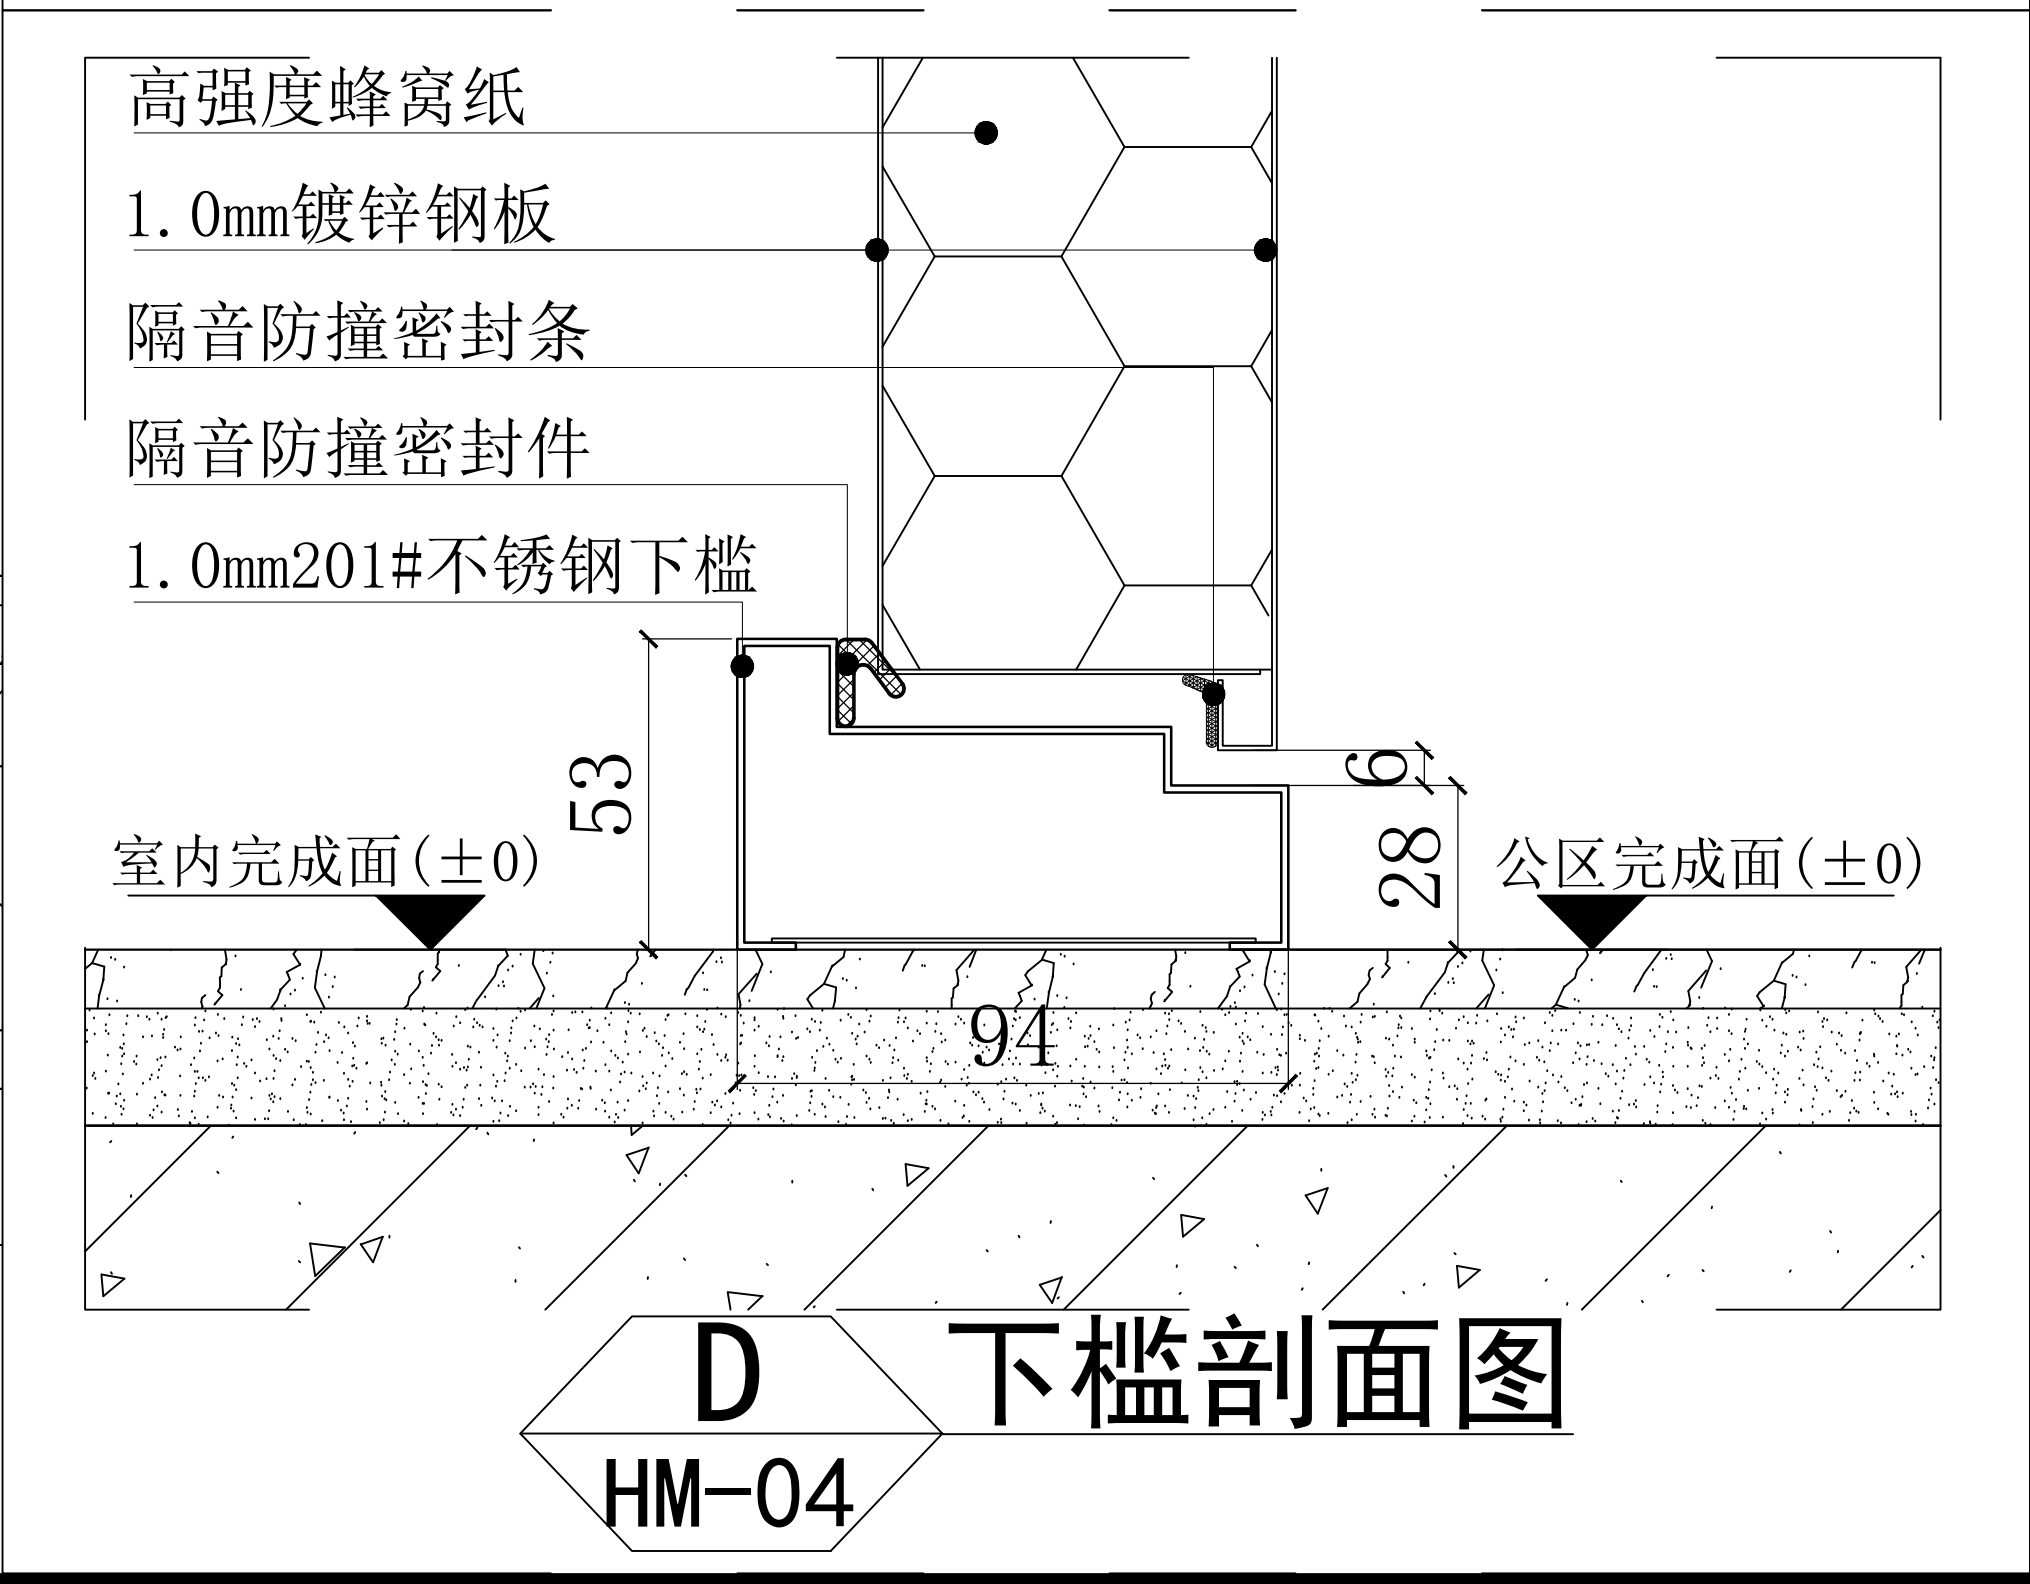 高强度蜂窝纸
1.0mm镀锌钢板
隔音防撞密封条
隔音防撞密封件
1.0mm201#不锈钢下槛
53
6
28
室内完成面(±0)
公区完成面(±0)
94
D
下槛剖面图
HM-04